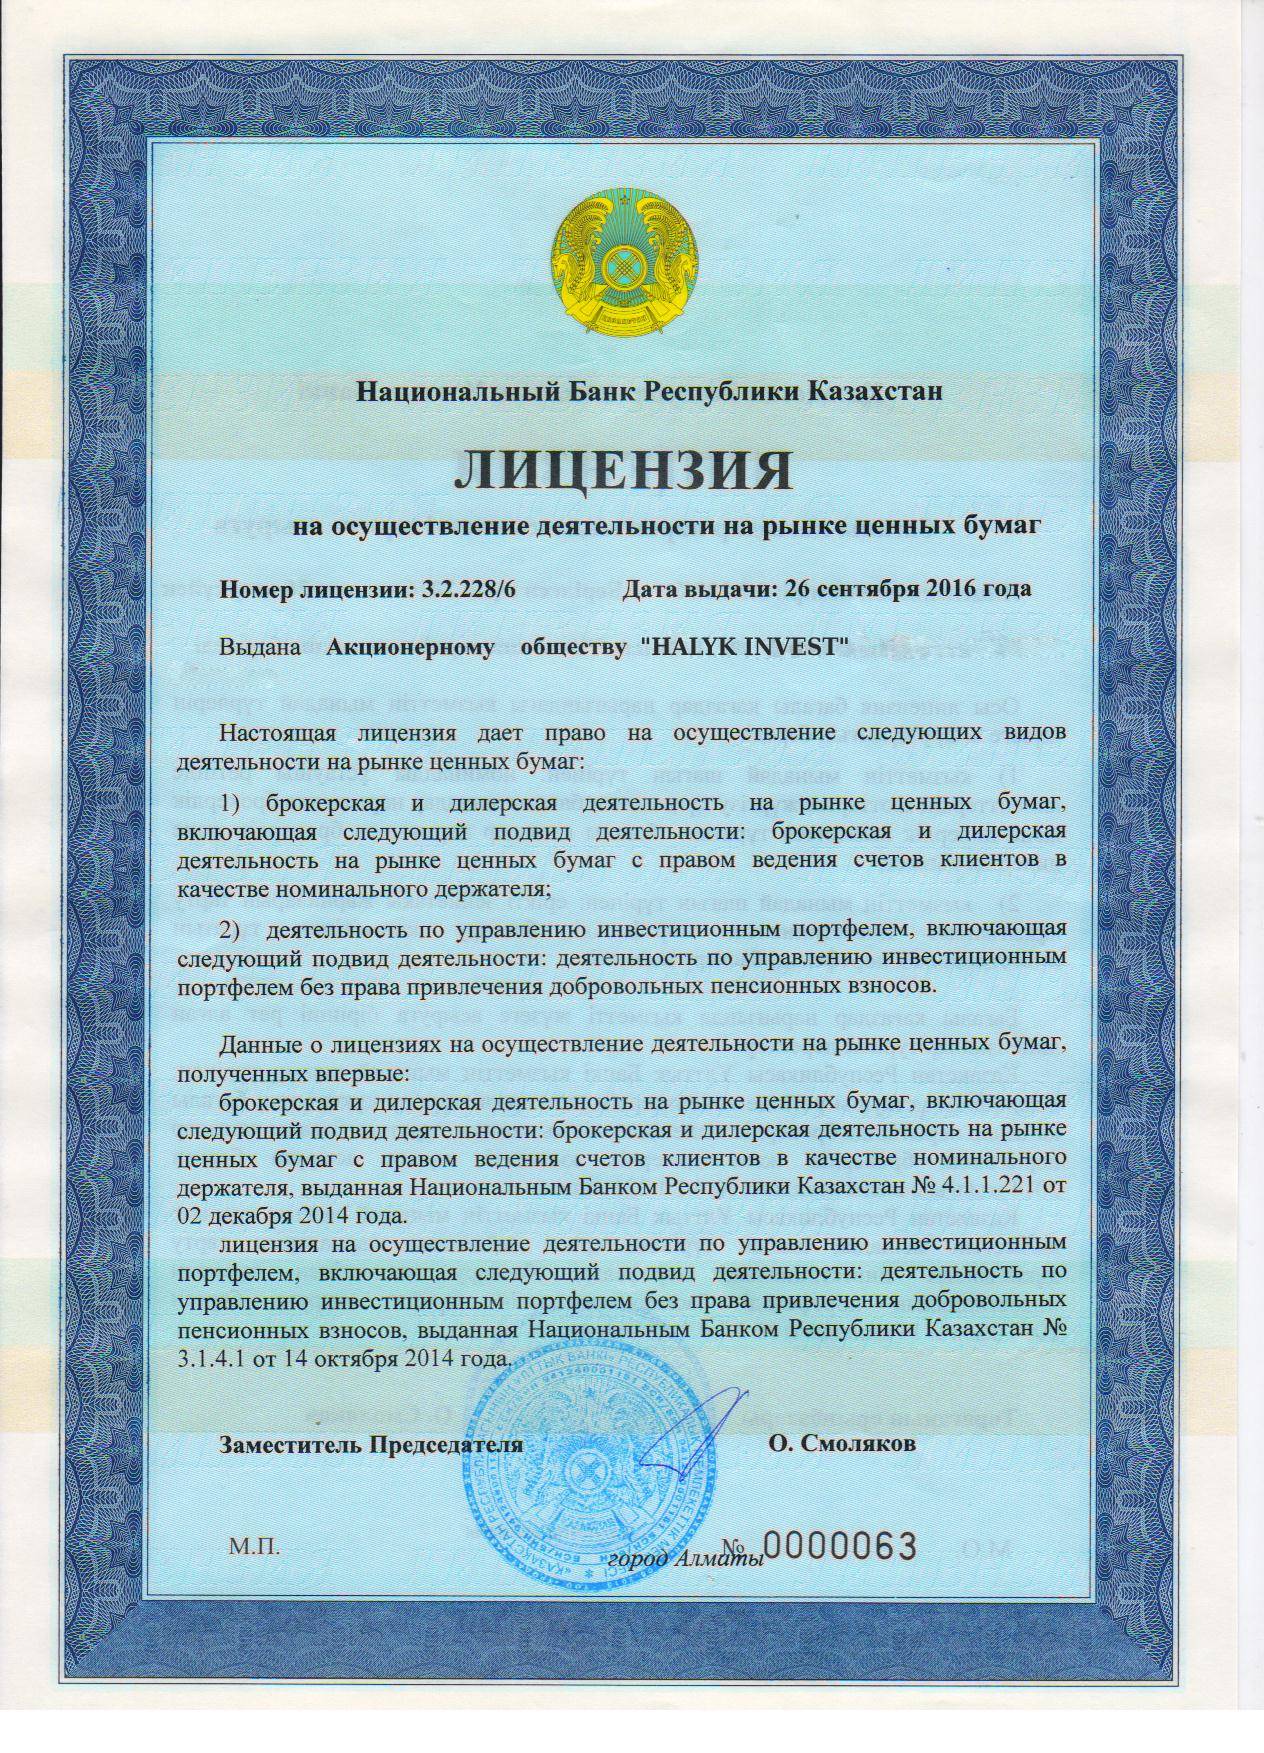 Национальный Банк Республики Казахстан
ЛИЦЕНЗИЯ
на осуществление деятельности на рынке ценных бумаг
Номер лицензии: 3.2.228/6 Дата выдачи: 26 сентября 2016 года
Выдана Акционерному обществу "HALYK INVEST"
Настоящая лицензия дает право на осуществление следующих видов
деятельности на рынке ценных бумаг:
1) брокерская и дилерская деятельность на рынке ценных бумаг,
включающая следующий подвид деятельности: брокерская и дилерская
деятельность на рынке ценных бумаг с правом ведения счетов клиентов в
качестве номинального держателя;
2) деятельность по управлению инвестиционным портфелем, включающая
следующий подвид деятельности: деятельность по управлению инвестиционным
портфелем без права привлечения добровольных пенсионных взносов.
Данные о лицензиях на осуществление деятельности на рынке ценных бумаг,
полученных впервые:
брокерская и дилерская деятельность на рынке ценных бумаг, включающая
следующий подвид деятельности: брокерская и дилерская деятельность на рынке
ценных бумаг с правом ведения счетов клиентов в качестве номинального
держателя, выданная Национальным Банком Республики Казахстан № 4.1.1.221 от
02 декабря 2014 года.
лицензия на осуществление деятельности по управлению инвестиционным
портфелем, включающая следующий подвид деятельности: деятельность по
управлению инвестиционным портфелем без права привлечения добровольных
пенсионных взносов, выданная Национальным Банком Республики Казахстан №
3.1.4.1 от 14 октября 2014 года.
Заместитель Председателя О. Смоляков
М.П. № 0000063
город Алматы